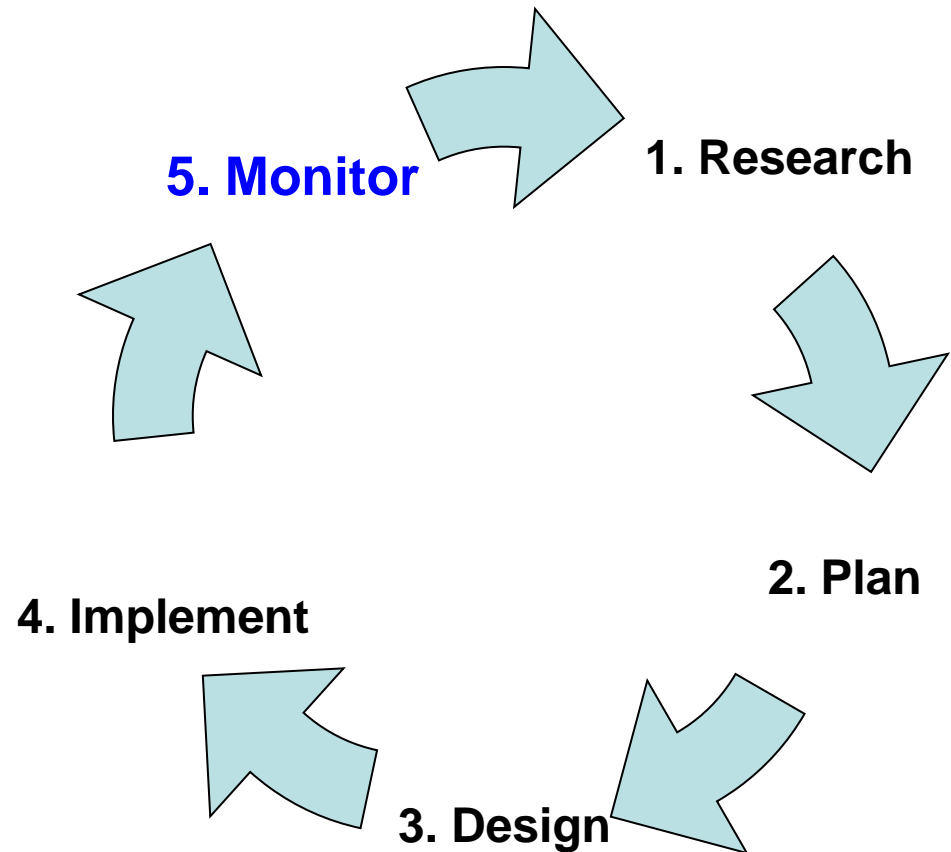 1. Research
2. Plan
3. Design
4. Implement
5. Monitor